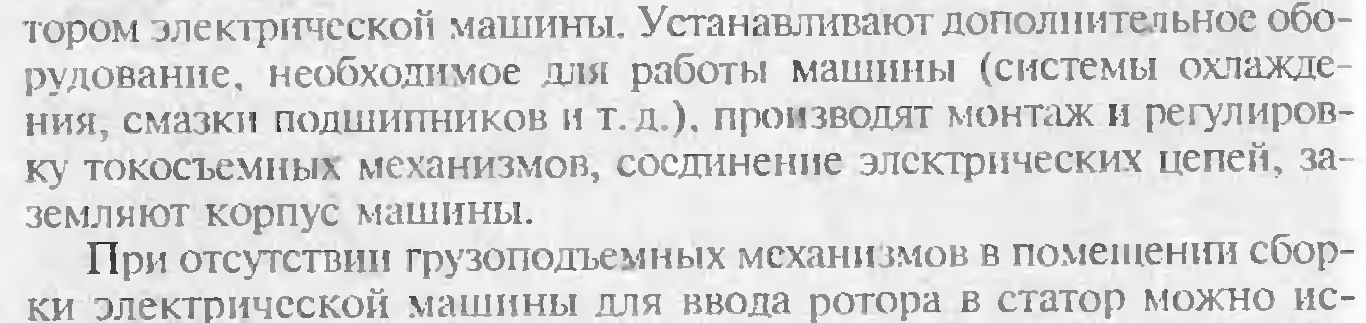 тором электрической машины. Устанавливают дополнительное обо-
рудование, необходимое для работы машины (системы охлажде-
ния, смазки подшипников и т. д.), производят монтаж и регулиров-
ку токосъемных механизмов, соединение электрических цепей, за-
земляют корпус машины.
При отсутствии грузоподъемных механизмов в помещении сбор-
ки электрической машины для ввода ротора в статор можно ис-